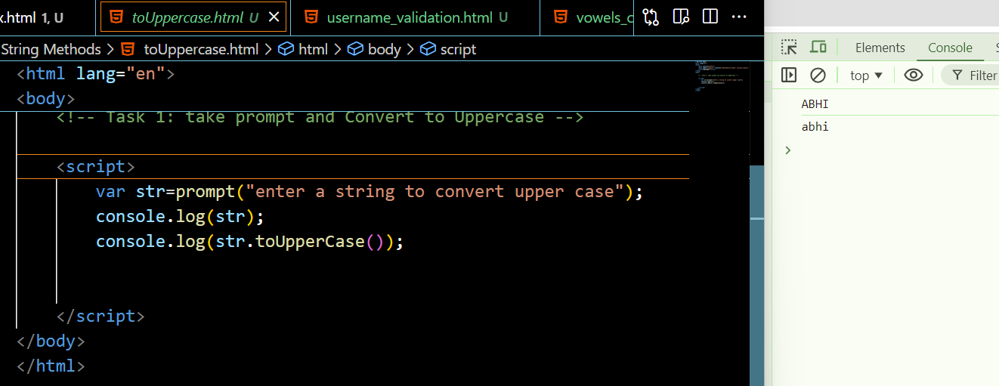 x.html 1, U toUppercase.html U username_validation.html U vowels_c
String Methods > toUppercase.html > html > body > script
<html lang="en">
<body>
<!-- Task 1: take prompt and Convert to Uppercase -->
<script>
var str=prompt("enter a string to convert upper case");
console.log(str);
console.log(str.toUpperCase());
</script>
</body>
</html>
Elements Console
top Filter
ABHI
abhi
>